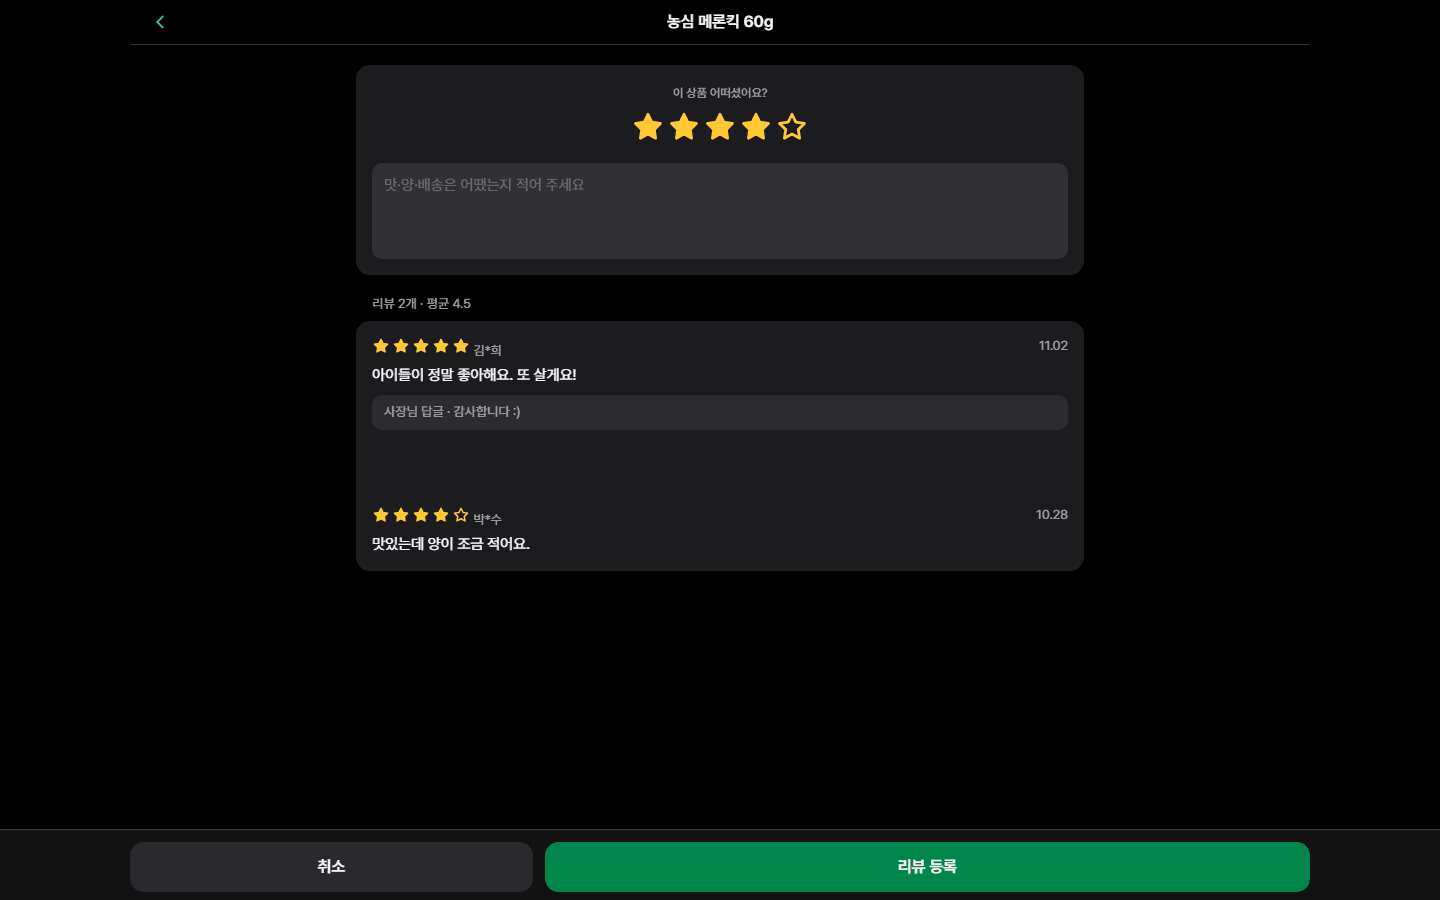 농심 메론킥 60g
이 상품 어떠셨어요?
맛·양·배송은 어땠는지 적어 주세요
리뷰 2개 · 평균 4.5
김*희 11.02
아이들이 정말 좋아해요. 또 살게요!
사장님 답글 · 감사합니다 :)
박*수 10.28
맛있는데 양이 조금 적어요.
취소 리뷰 등록